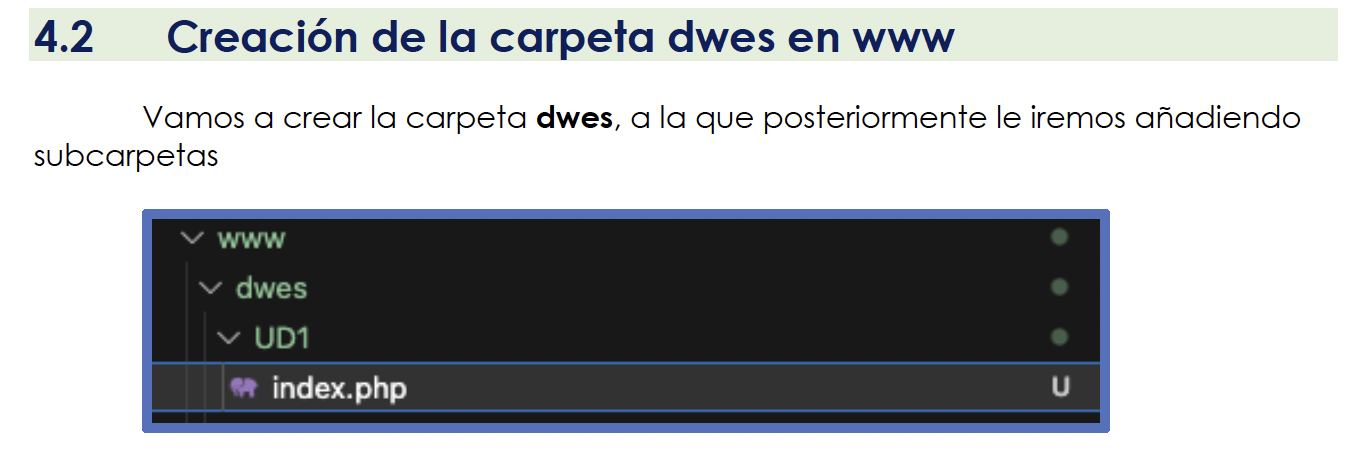 4.2 Creación de la carpeta dwes en www
Vamos a crear la carpeta dwes, a la que posteriormente le iremos añadiendo
subcarpetas
www
dwes
UD1
index.php U